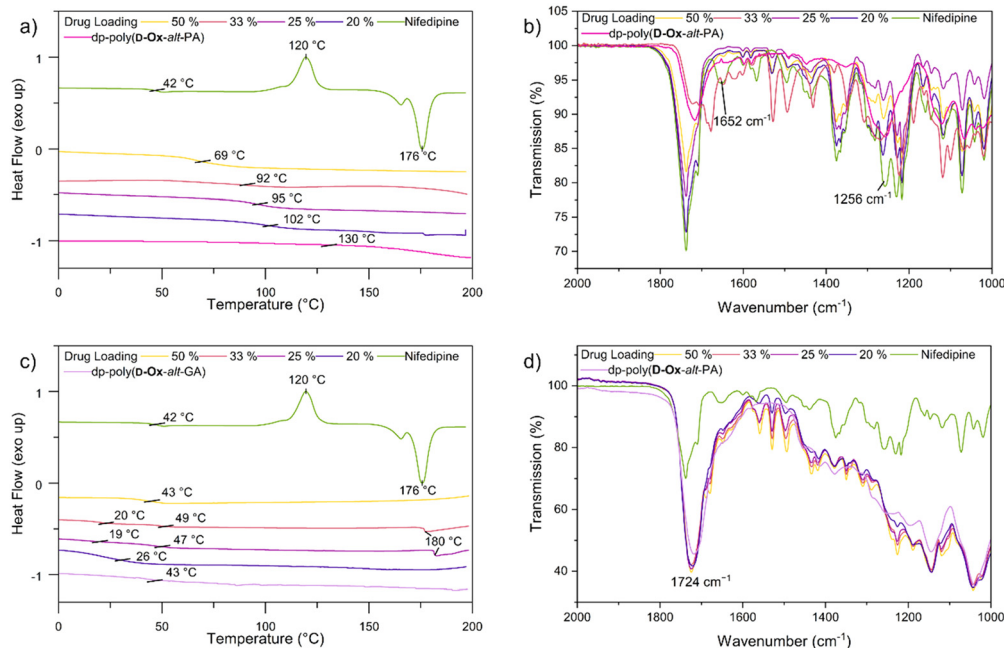 a)
Drug Loading 50 % 33 % 25 % 20 % Nifedipine
dp-poly(D-Ox-alt-PA)
120 °C
42 °C
176 °C
69 °C
92 °C
95 °C
102 °C
130 °C
1
0
-1
Heat Flow (exo up)
0 50 100 150 200
Temperature (°C)
b)
Drug Loading 50 % 33 % 25 % 20 % Nifedipine
dp-poly(D-Ox-alt-PA)
1652 cm⁻¹
1256 cm⁻¹
100
95
90
85
80
75
70
Transmission (%)
2000 1800 1600 1400 1200 1000
Wavenumber (cm⁻¹)
c)
Drug Loading 50 % 33 % 25 % 20 % Nifedipine
dp-poly(D-Ox-alt-GA)
120 °C
42 °C
176 °C
43 °C
20 °C 49 °C
180 °C
19 °C 47 °C
26 °C
43 °C
1
0
-1
Heat Flow (exo up)
0 50 100 150 200
Temperature (°C)
d)
Drug Loading 50 % 33 % 25 % 20 % Nifedipine
dp-poly(D-Ox-alt-PA)
1724 cm⁻¹
100
80
60
40
Transmission (%)
2000 1800 1600 1400 1200 1000
Wavenumber (cm⁻¹)